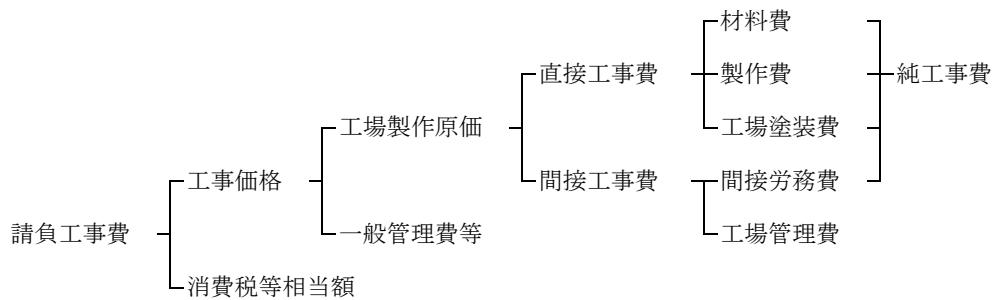 材料費
直接工事費 製作費 純工事費
工場製作原価 工場塗装費
工事価格 間接工事費 間接労務費
請負工事費 一般管理費等 工場管理費
消費税等相当額